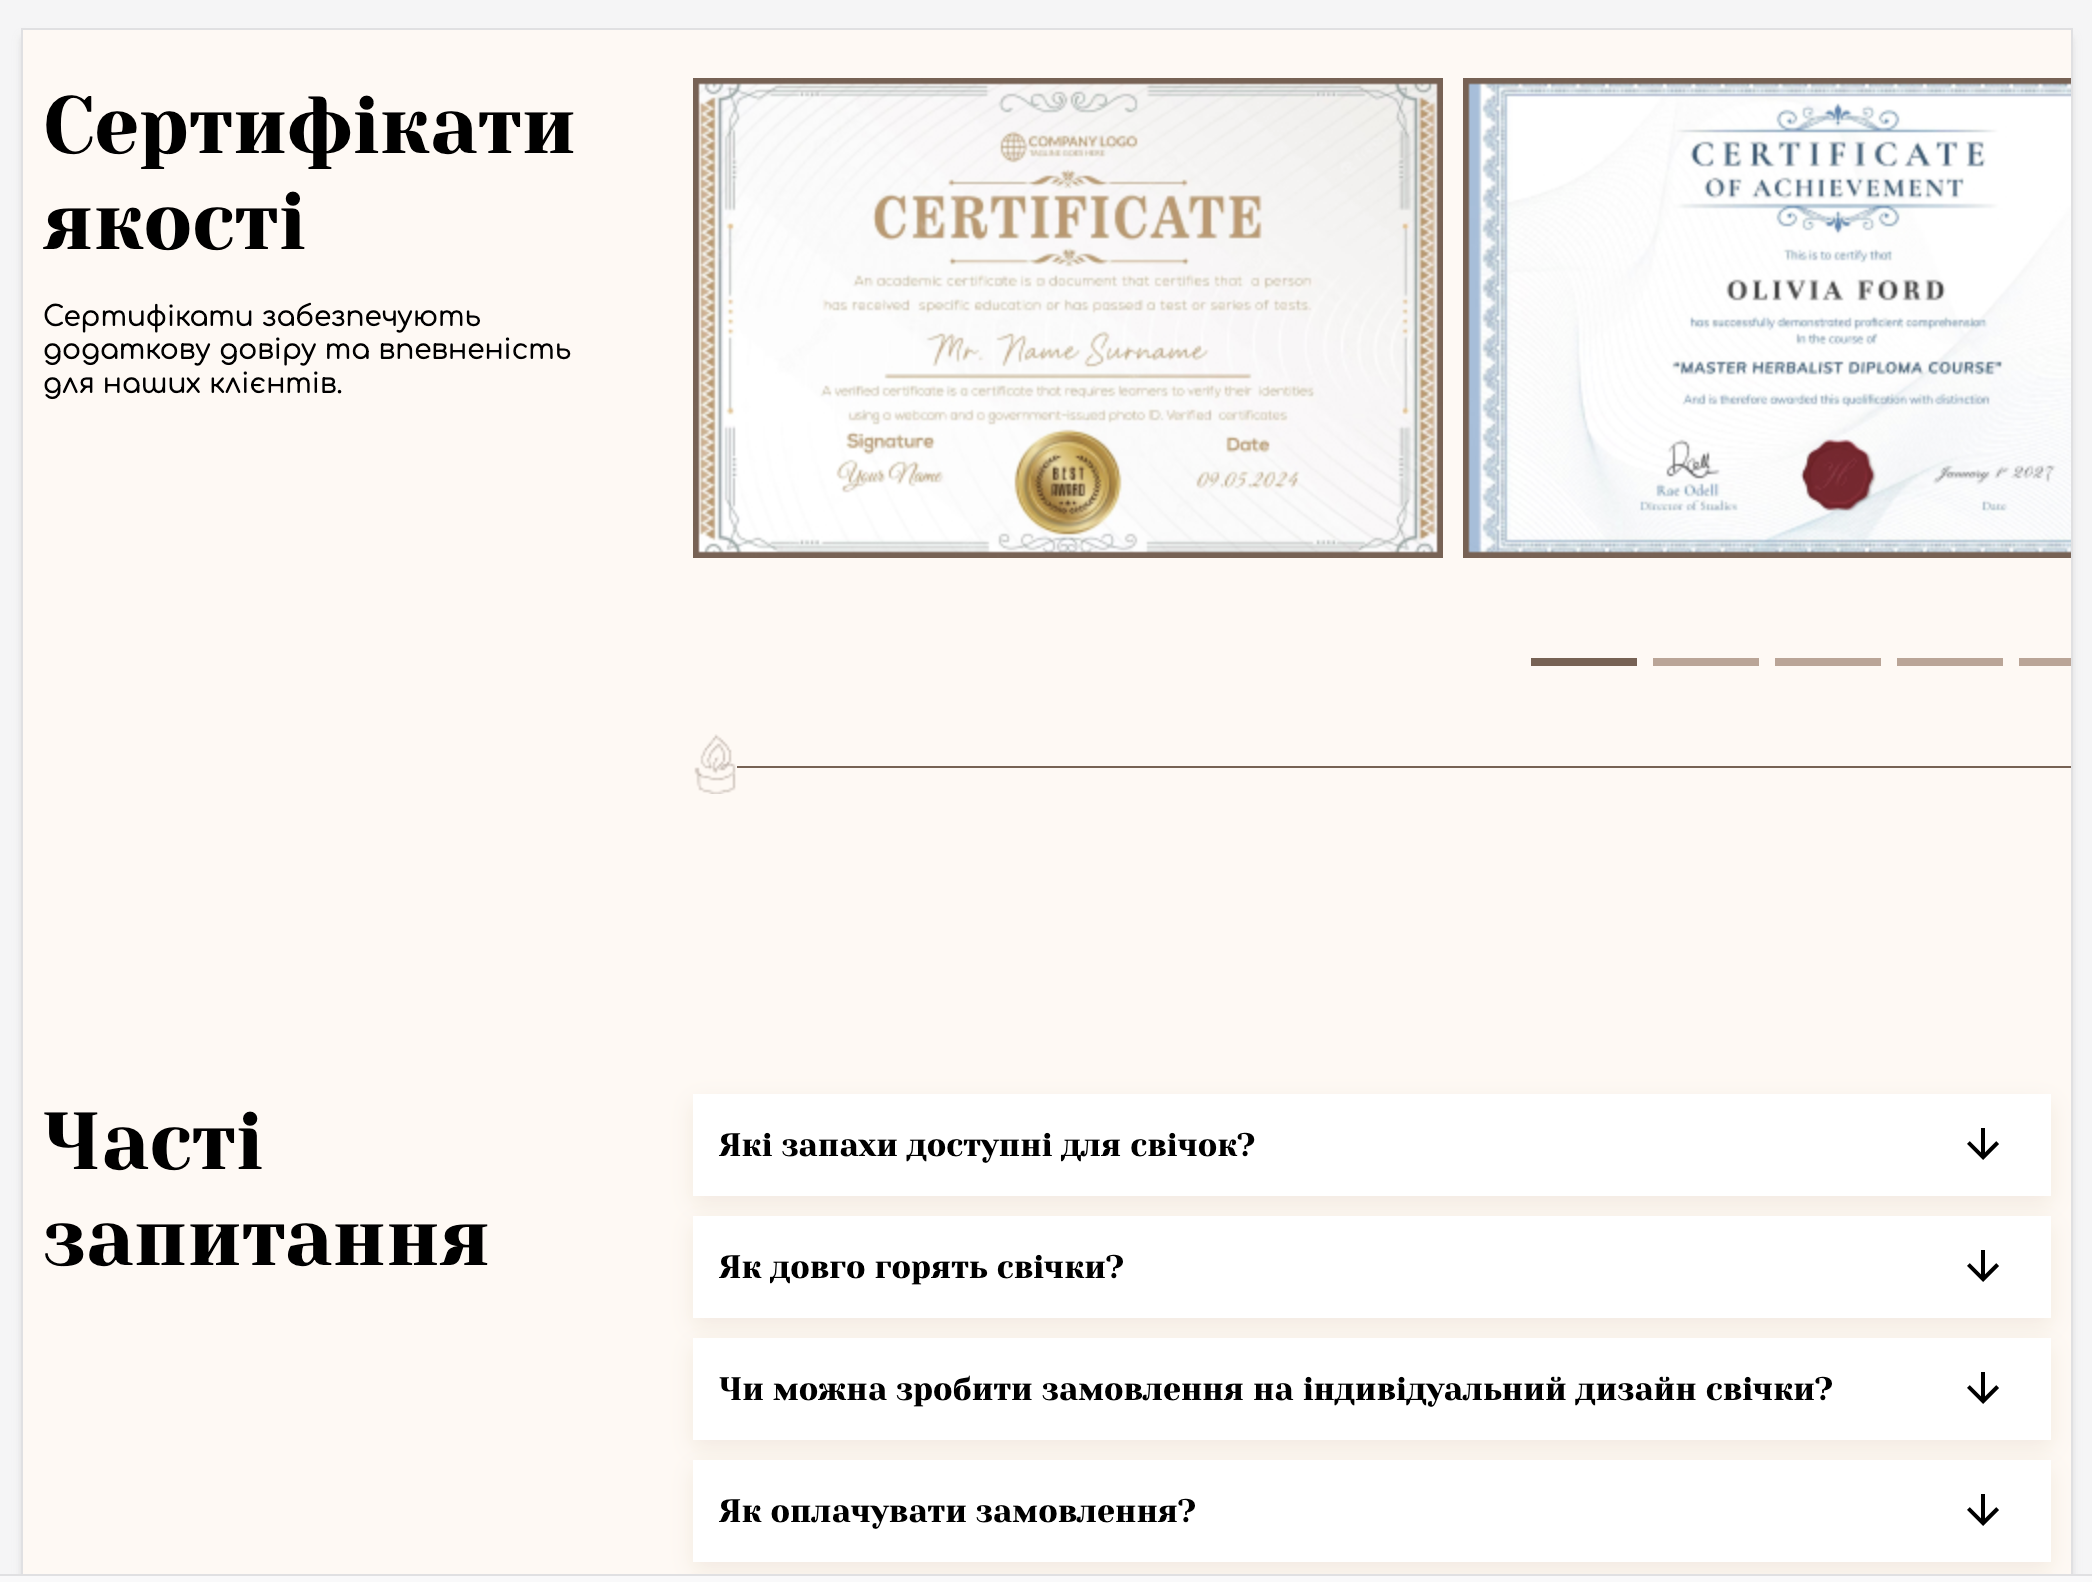 Сертифікати
якості
Сертифікати забезпечують
додаткову довіру та впевненість
для наших клієнтів.
COMPANY LOGO
TAGLINE GOES HERE
CERTIFICATE
An academic certificate is a document that certifies that a person
has received specific education or has passed a test or series of tests.
Mr. Name Surname
A verified certificate is a certificate that requires learners to verify their identities
using a webcam and a government-issued photo ID. Verified certificates
Signature
Your Name
BEST
AWARD
Date
09.05.2024
CERTIFICATE
OF ACHIEVEMENT
This is to certify that
OLIVIA FORD
has successfully demonstrated proficient comprehension
in the course of
“MASTER HERBALIST DIPLOMA COURSE”
And is therefore awarded this qualification with distinction
Rae Odell
Director of Studies
January 1st 2027
Date
Часті
запитання
Які запахи доступні для свічок?
Як довго горять свічки?
Чи можна зробити замовлення на індивідуальний дизайн свічки?
Як оплачувати замовлення?